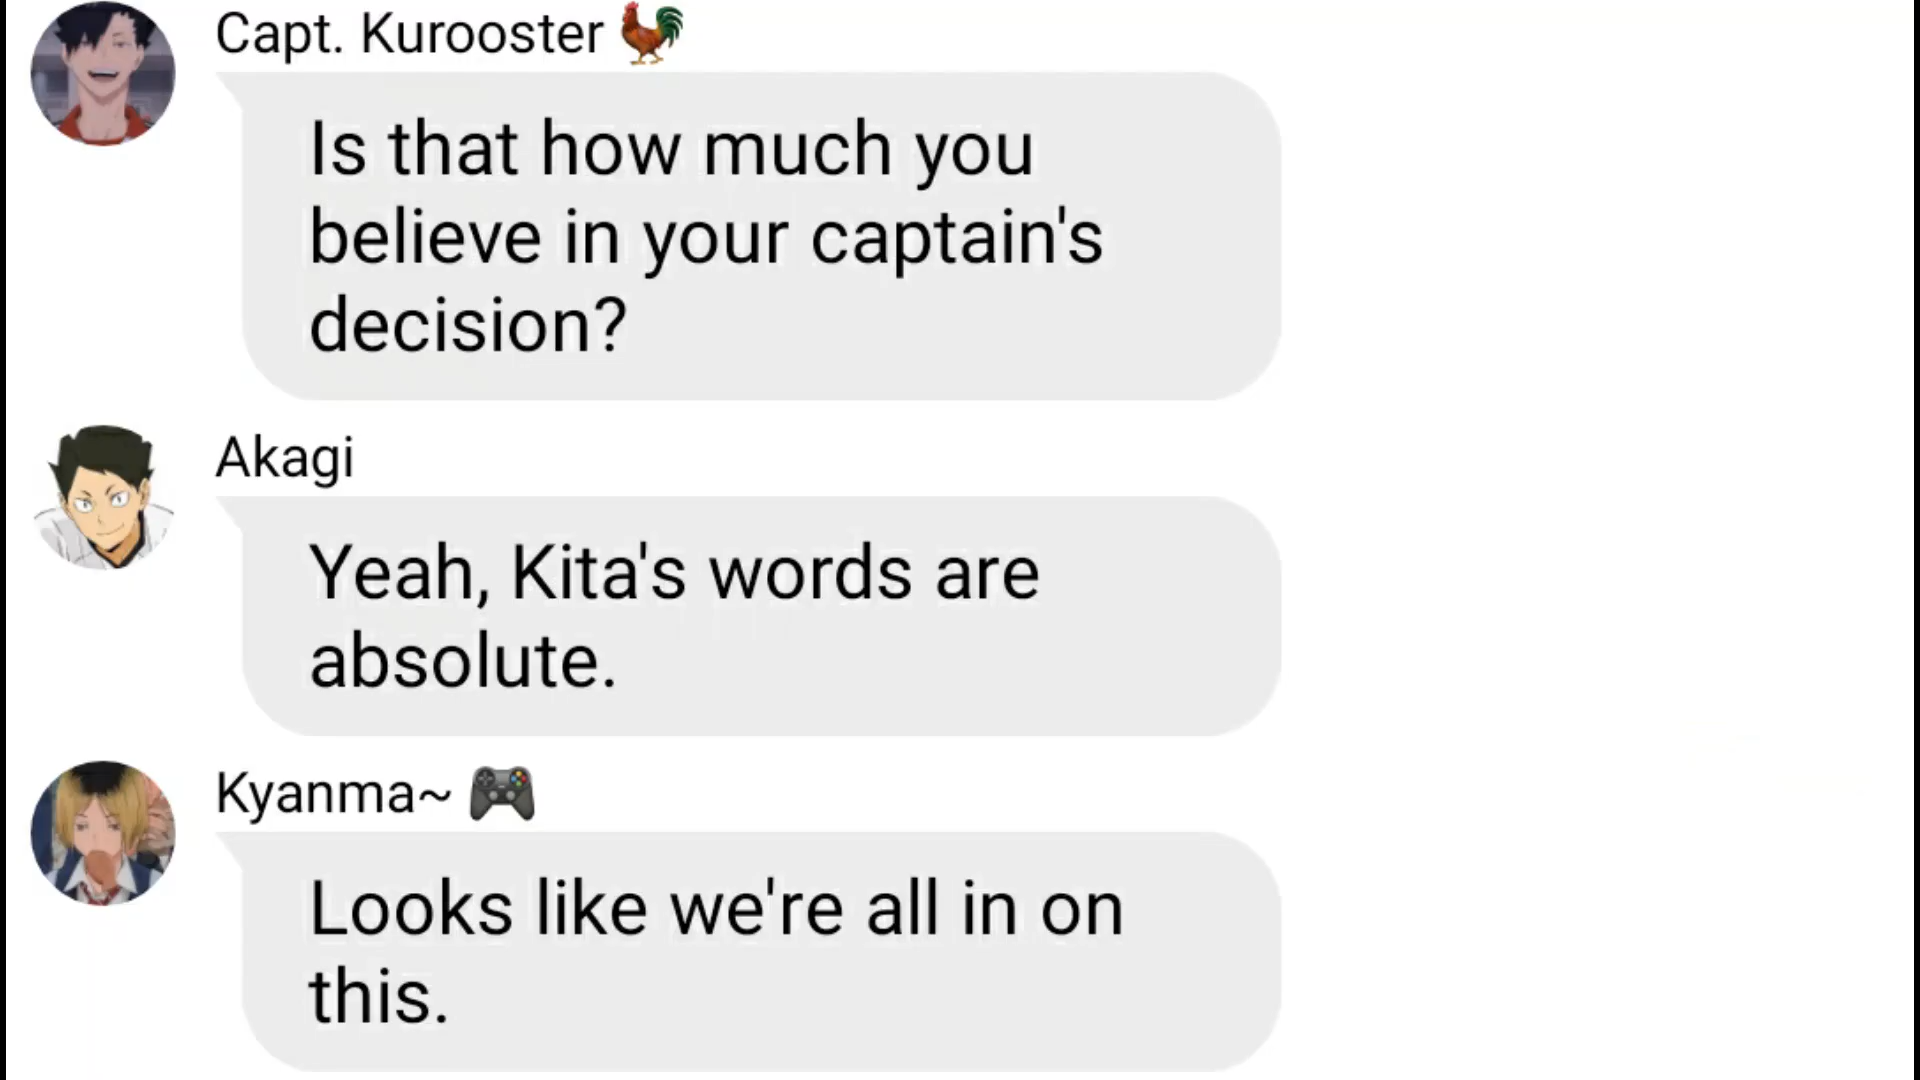 Capt. Kurooster 🐓
Is that how much you
believe in your captain's
decision?
Akagi
Yeah, Kita's words are
absolute.
Kyanma~ 🎮
Looks like we're all in on
this.